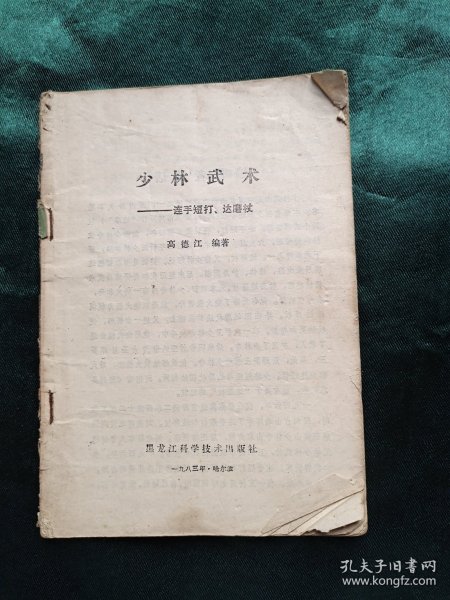 少林武术
——连手短打、达磨杖
高德江 编著
黑龙江科学技术出版社
一九八三年·哈尔滨
孔夫子旧书网
www.kongfz.com